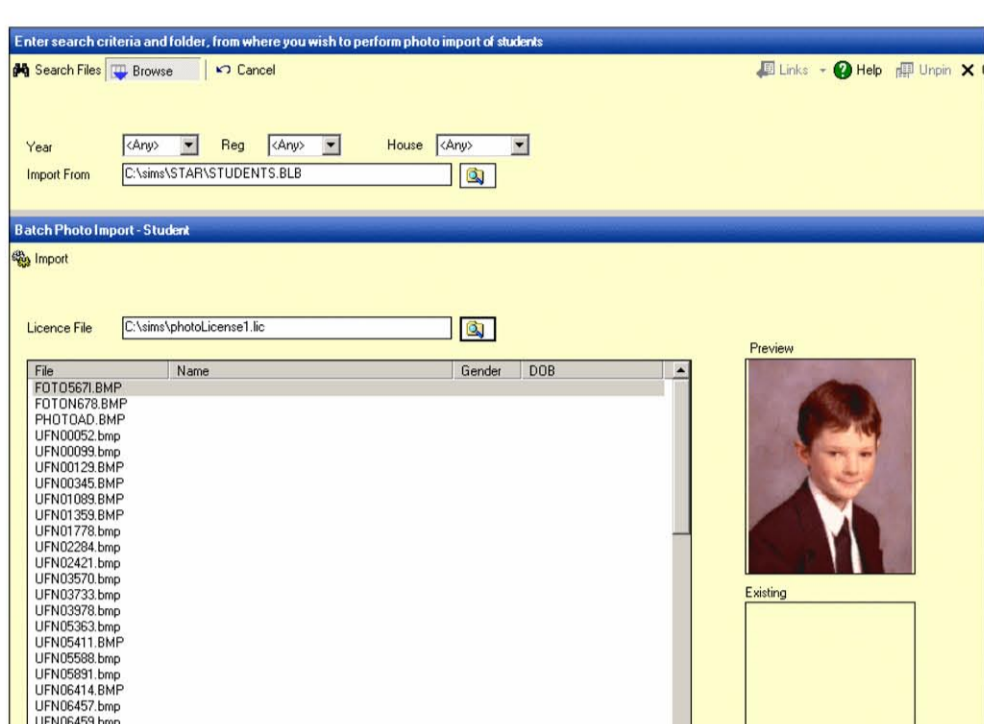 Enter search criteria and folder, from where you wish to perform photo import of students
Search Files Browse Cancel Links Help Unpin
Year <Any> Reg <Any> House <Any>
Import From C:\sims\STAR\STUDENTS.BLB
Batch Photo Import - Student
Import
Licence File C:\sims\photoLicense1.lic
Preview
File Name Gender DOB
FOTO567I.BMP
FOTON678.BMP
PHOTOAD.BMP
UFN00052.bmp
UFN00099.bmp
UFN00129.BMP
UFN00345.BMP
UFN01089.BMP
UFN01359.BMP
UFN01778.bmp
UFN02284.bmp
UFN02421.bmp
UFN03570.bmp
UFN03733.bmp
Existing
UFN03978.bmp
UFN05363.bmp
UFN05411.BMP
UFN05588.bmp
UFN05891.bmp
UFN06414.BMP
UFN06457.bmp
UFN06459.bmp